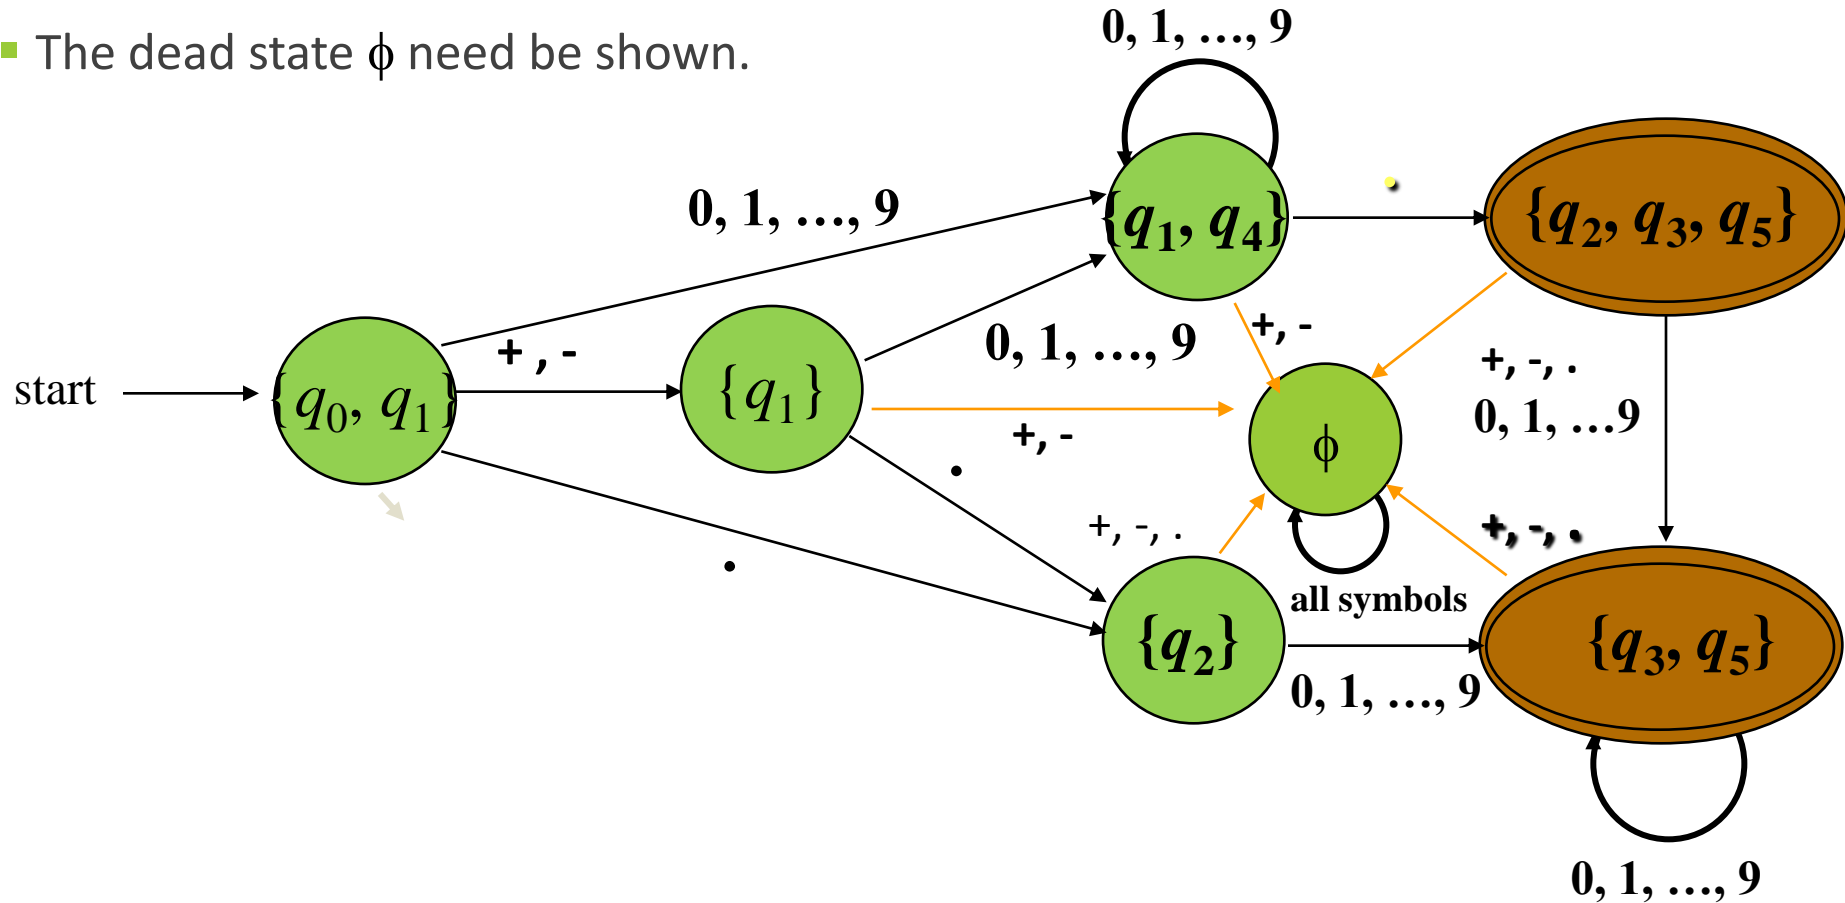 The dead state ϕ need be shown.
0, 1, …, 9
0, 1, …, 9
{q1, q4}
.
{q2, q3, q5}
start
{q0, q1}
+ , -
{q1}
0, 1, …, 9
+, -
+, -, .
0, 1, …9
+, -
ϕ
.
.
+, -, .
+, -, .
all symbols
{q2}
0, 1, …, 9
{q3, q5}
0, 1, …, 9